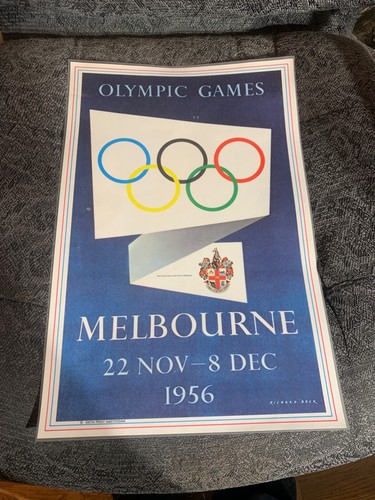 OLYMPIC GAMES
MELBOURNE
22 NOV–8 DEC
1956
RICHARD BECK